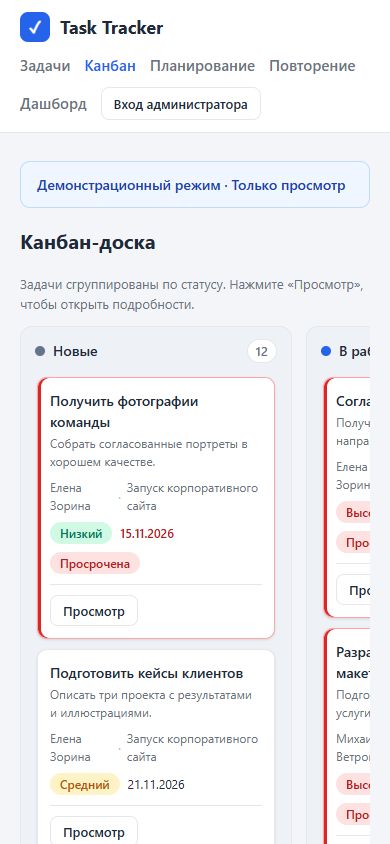 Task Tracker
Задачи Канбан Планирование Повторение
Дашборд Вход администратора
Демонстрационный режим · Только просмотр
Канбан-доска
Задачи сгруппированы по статусу. Нажмите «Просмотр»,
чтобы открыть подробности.
Новые 12
Получить фотографии
команды
Собрать согласованные портреты в
хорошем качестве.
Елена
Зорина
·
Запуск корпоративного
сайта
Низкий 15.11.2026
Просрочена
Просмотр
Подготовить кейсы клиентов
Описать три проекта с результатами
и иллюстрациями.
Елена
Зорина
·
Запуск корпоративного
сайта
Средний 21.11.2026
Просмотр
В
Елена